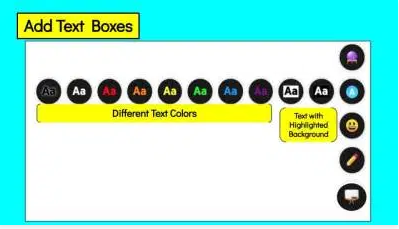 Add Text Boxes
Aa Aa Aa Aa Aa Aa Aa Aa Aa Aa
A
Different Text Colors
Text with
Highlighted
Background